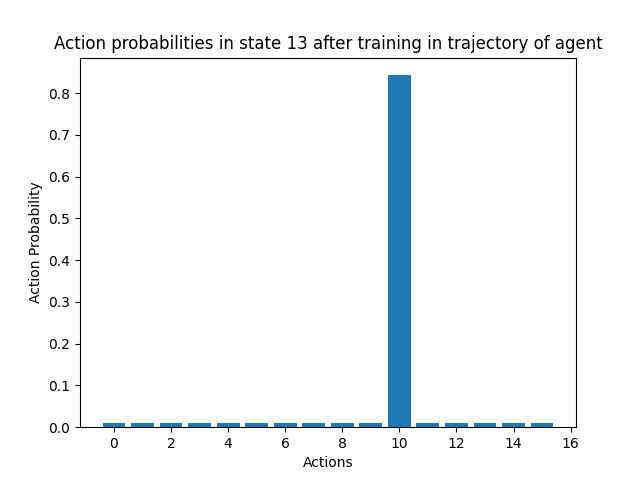 Action probabilities in state 13 after training in trajectory of agent
0.8
0.7
0.6
0.5
0.4
0.3
0.2
0.1
0.0
Action Probability
0 2 4 6 8 10 12 14 16
Actions